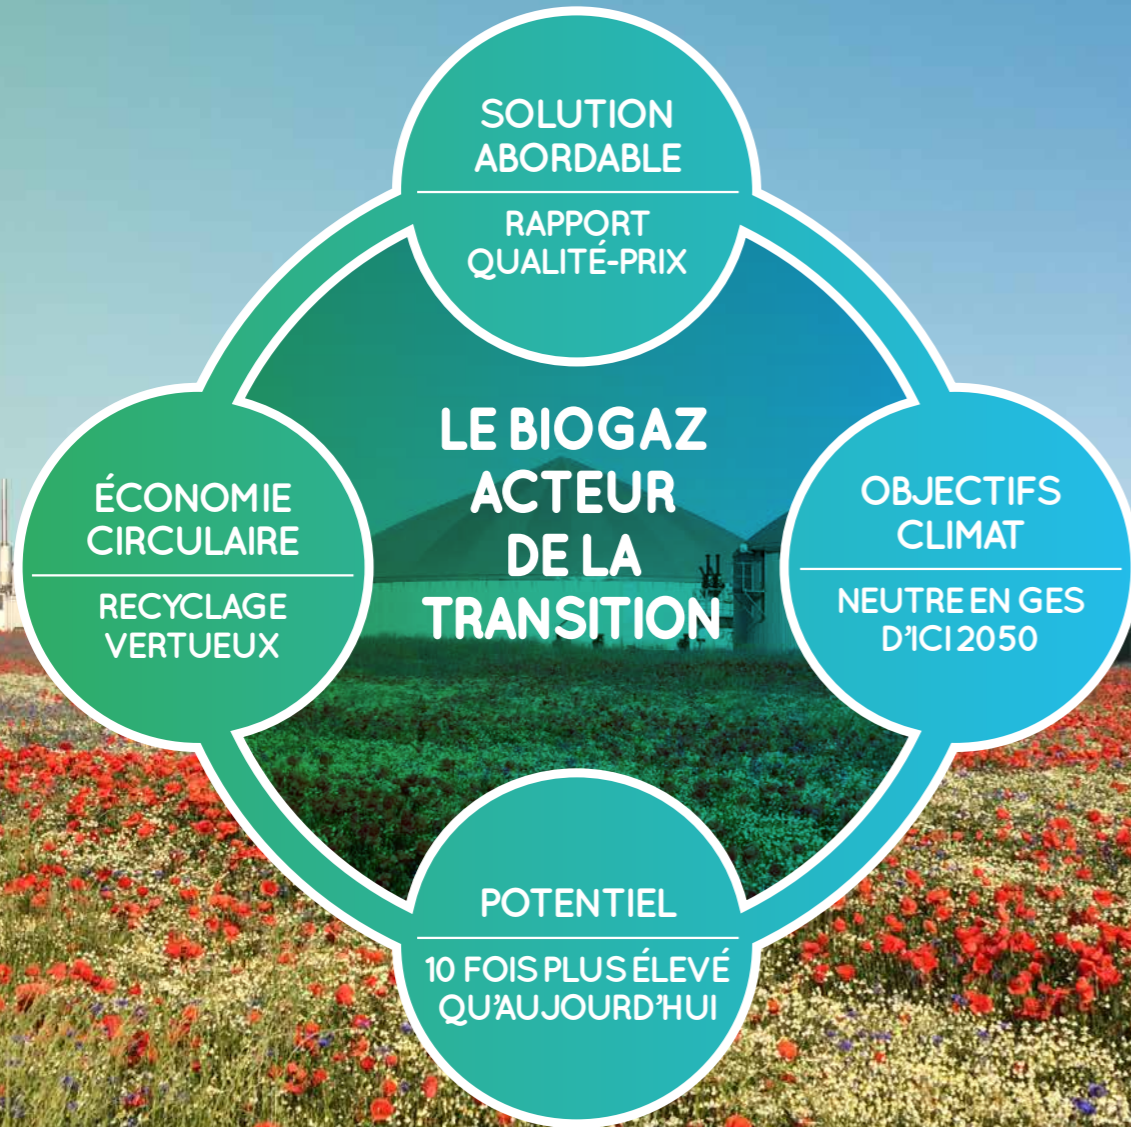 SOLUTION
ABORDABLE
RAPPORT
QUALITÉ-PRIX
LE BIOGAZ
ACTEUR
DE LA
TRANSITION
ÉCONOMIE
CIRCULAIRE
RECYCLAGE
VERTUEUX
OBJECTIFS
CLIMAT
NEUTRE EN GES
D'ICI 2050
POTENTIEL
10 FOIS PLUS ÉLEVÉ
QU'AUJOURD'HUI